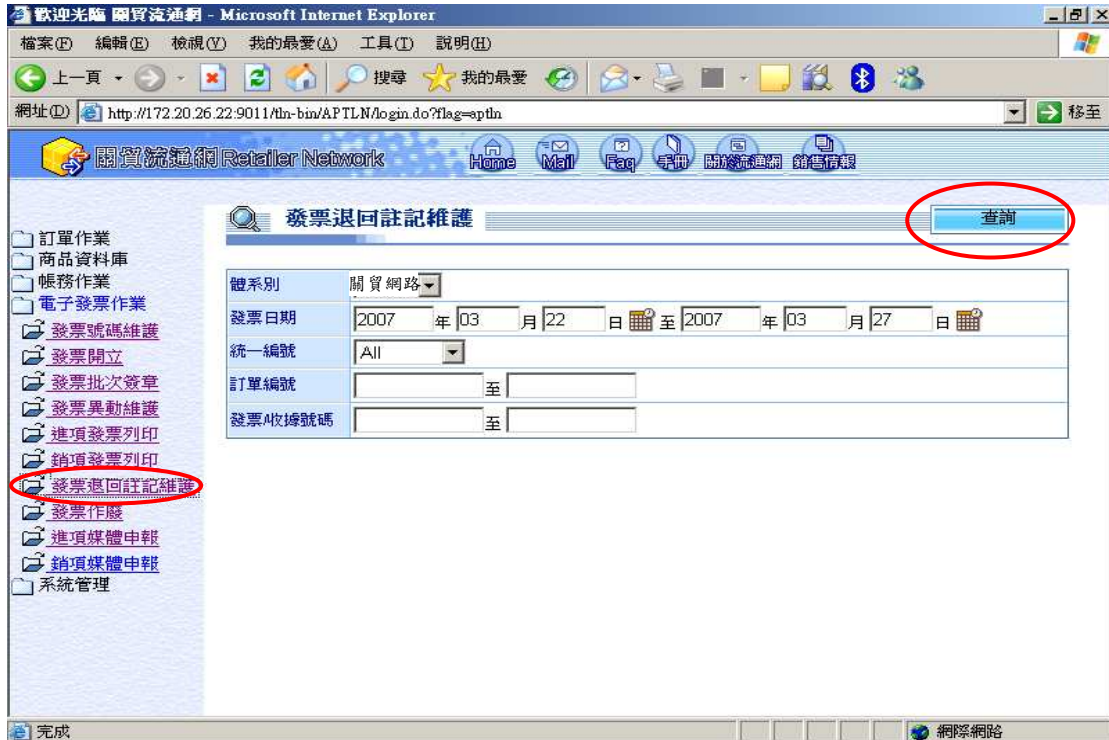 歡迎光臨 關貿流通網 - Microsoft Internet Explorer
檔案(F) 編輯(E) 檢視(V) 我的最愛(A) 工具(T) 說明(H)
上一頁 搜尋 我的最愛
網址(D) http://172.20.26.22:9011/tln-bin/APTLN/login.do?flag=aptln 移至
關貿流通網 Retailer Network Home Mail Faq 手冊 關於流通網 銷售情報
發票退回註記維護 查詢
訂單作業
商品資料庫
帳務作業
電子發票作業
發票號碼維護
發票開立
發票批次簽章
發票異動維護
進項發票列印
銷項發票列印
發票退回註記維護
發票作廢
進項媒體申報
銷項媒體申報
系統管理
體系別 關貿網路
發票日期 2007 年 03 月 22 日 至 2007 年 03 月 27 日
統一編號 All
訂單編號 至
發票/收據號碼 至
完成 網際網路